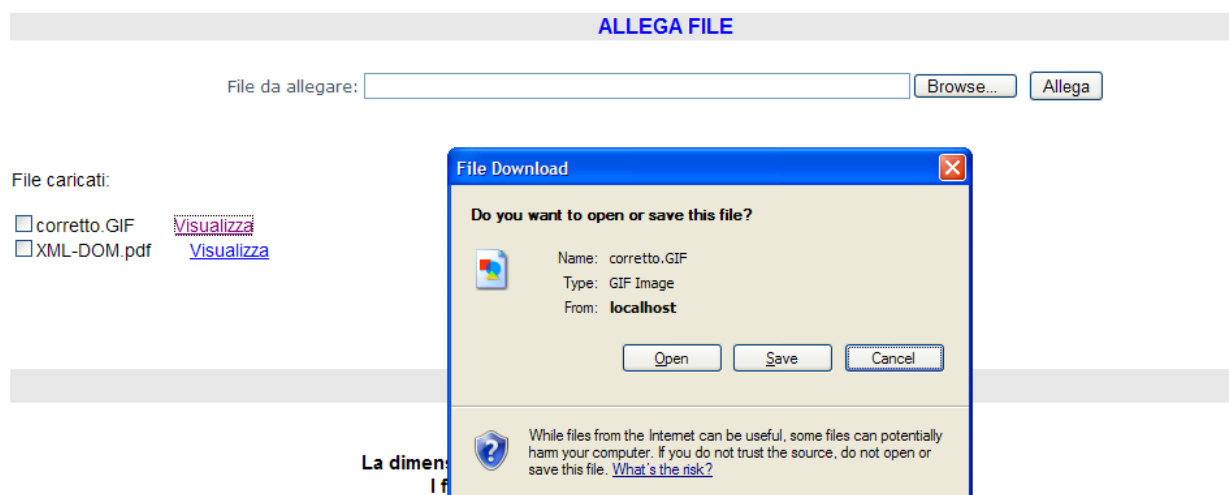 ALLEGA FILE
File da allegare:
Browse...
Allega
File caricati:
corretto.GIF Visualizza
XML-DOM.pdf Visualizza
File Download
Do you want to open or save this file?
Name: corretto.GIF
Type: GIF Image
From: localhost
Open
Save
Cancel
While files from the Internet can be useful, some files can potentially
harm your computer. If you do not trust the source, do not open or
save this file. What's the risk?
La
I